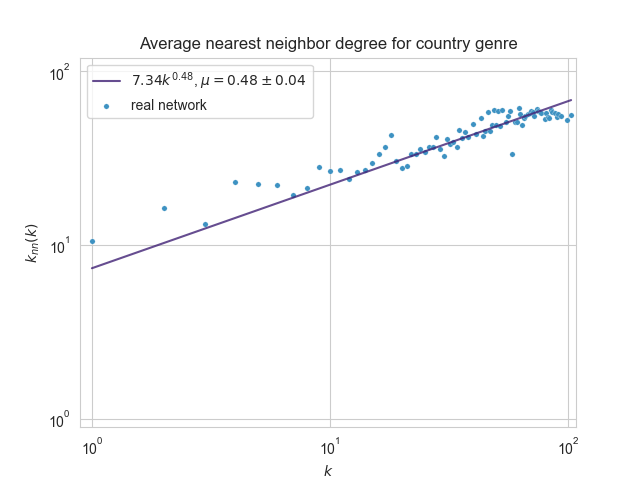 Average nearest neighbor degree for country genre
7.34k^0.48, μ = 0.48 ± 0.04
real network
10^2
10^1
10^0
k_nn(k)
10^0 10^1 10^2
k